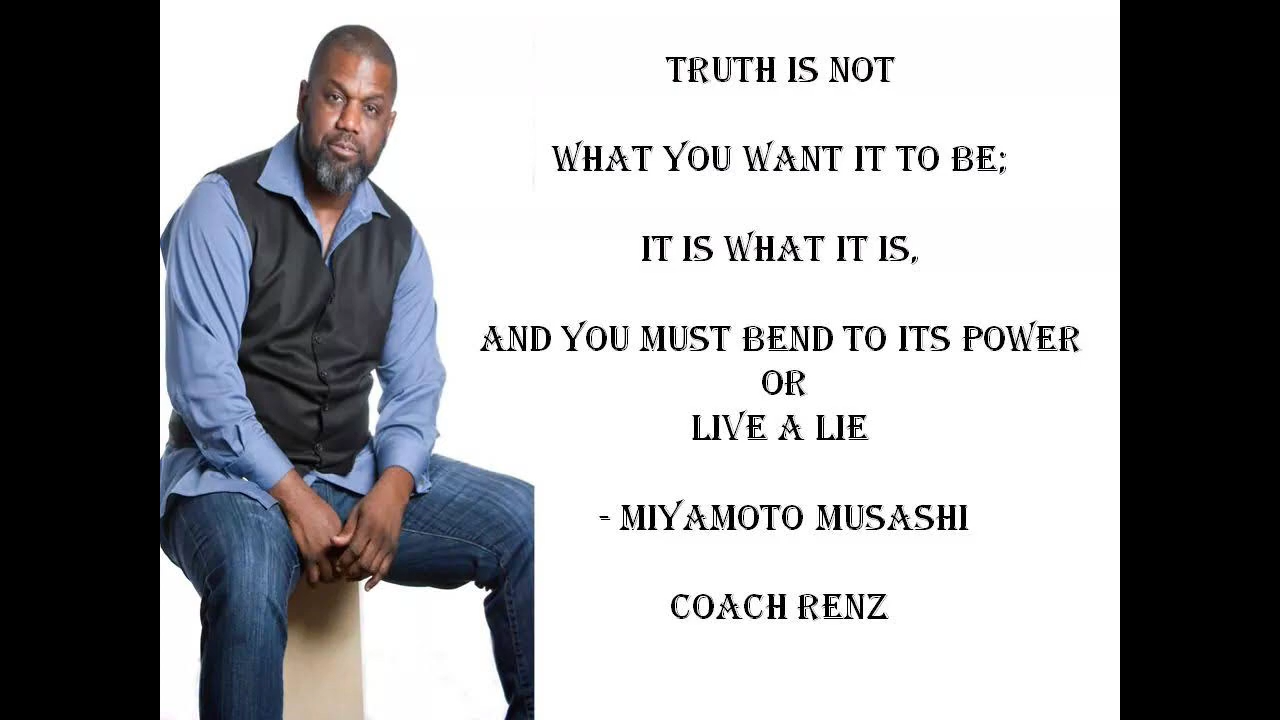 TRUTH IS NOT
WHAT YOU WANT IT TO BE;
IT IS WHAT IT IS,
AND YOU MUST BEND TO ITS POWER
OR
LIVE A LIE
- MIYAMOTO MUSASHI
COACH RENZ